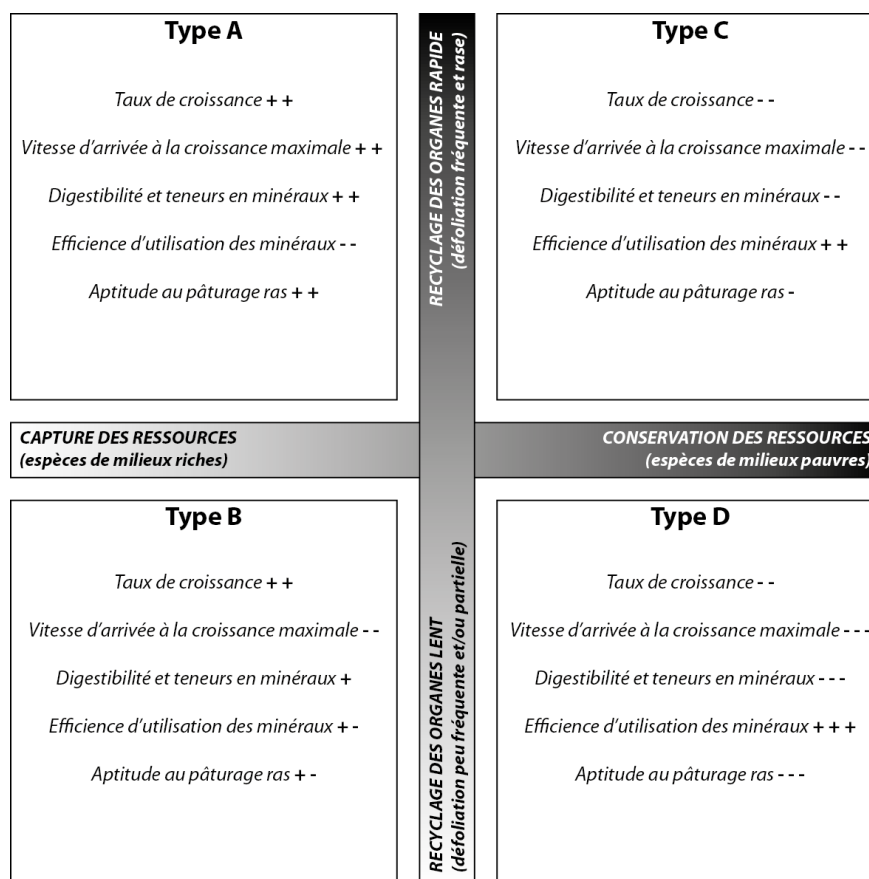 Type A
Taux de croissance + +
Vitesse d'arrivée à la croissance maximale + +
Digestibilité et teneurs en minéraux + +
Efficience d'utilisation des minéraux - -
Aptitude au pâturage ras + +
RECYCLAGE DES ORGANES RAPIDE
(défoliation fréquente et rase)
Type C
Taux de croissance - -
Vitesse d'arrivée à la croissance maximale - -
Digestibilité et teneurs en minéraux - -
Efficience d'utilisation des minéraux + +
Aptitude au pâturage ras -
CAPTURE DES RESSOURCES
(espèces de milieux riches)
CONSERVATION DES RESSOURCES
(espèces de milieux pauvres)
Type B
Taux de croissance + +
Vitesse d'arrivée à la croissance maximale - -
Digestibilité et teneurs en minéraux +
Efficience d'utilisation des minéraux + -
Aptitude au pâturage ras + -
RECYCLAGE DES ORGANES LENT
(défoliation peu fréquente et/ou partielle)
Type D
Taux de croissance - -
Vitesse d'arrivée à la croissance maximale - - -
Digestibilité et teneurs en minéraux - - -
Efficience d'utilisation des minéraux + + +
Aptitude au pâturage ras - - -